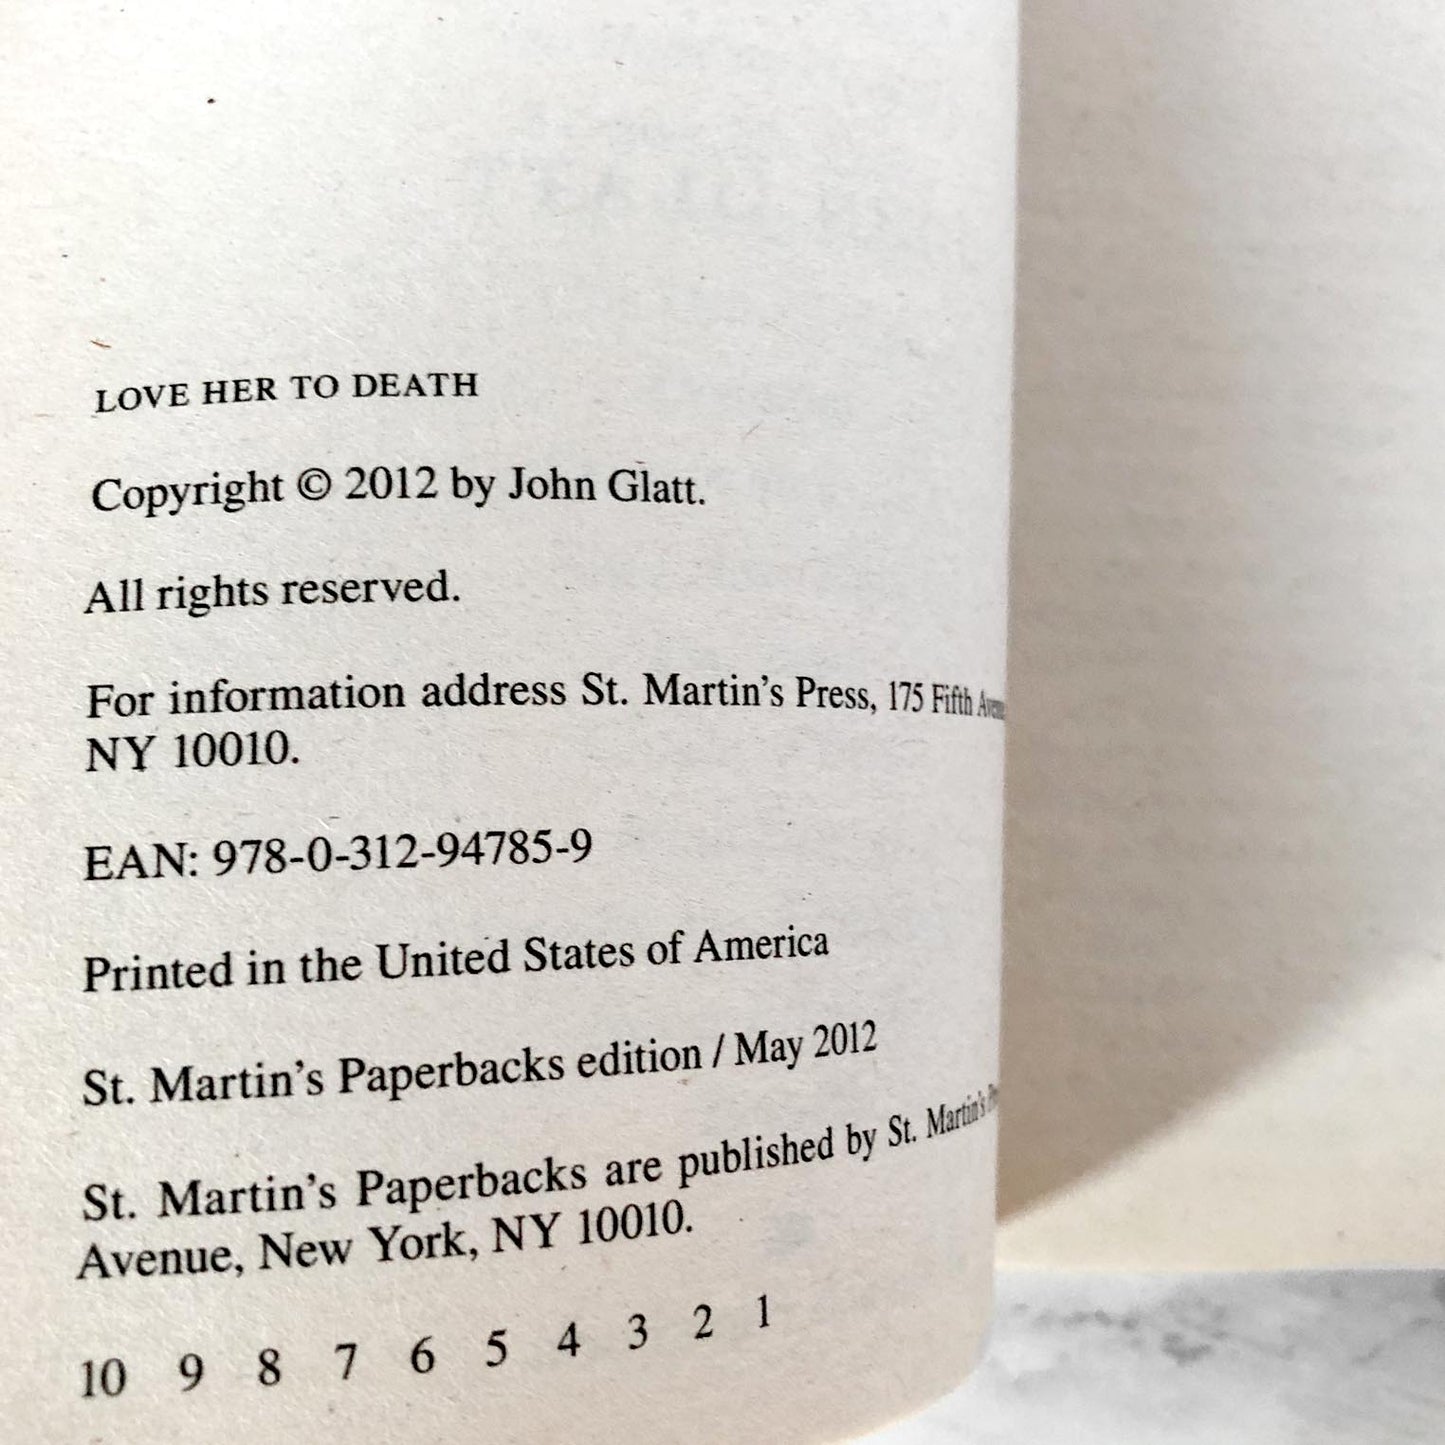 LOVE HER TO DEATH
Copyright © 2012 by John Glatt.
All rights reserved.
For information address St. Martin's Press, 175 Fifth
NY 10010.
EAN: 978-0-312-94785-9
Printed in the United States of America
St. Martin's Paperbacks edition / May 2012
St. Martin's Paperbacks are published by St. Martin's
Avenue, New York, NY 10010.
10 9 8 7 6 5 4 3 2 1